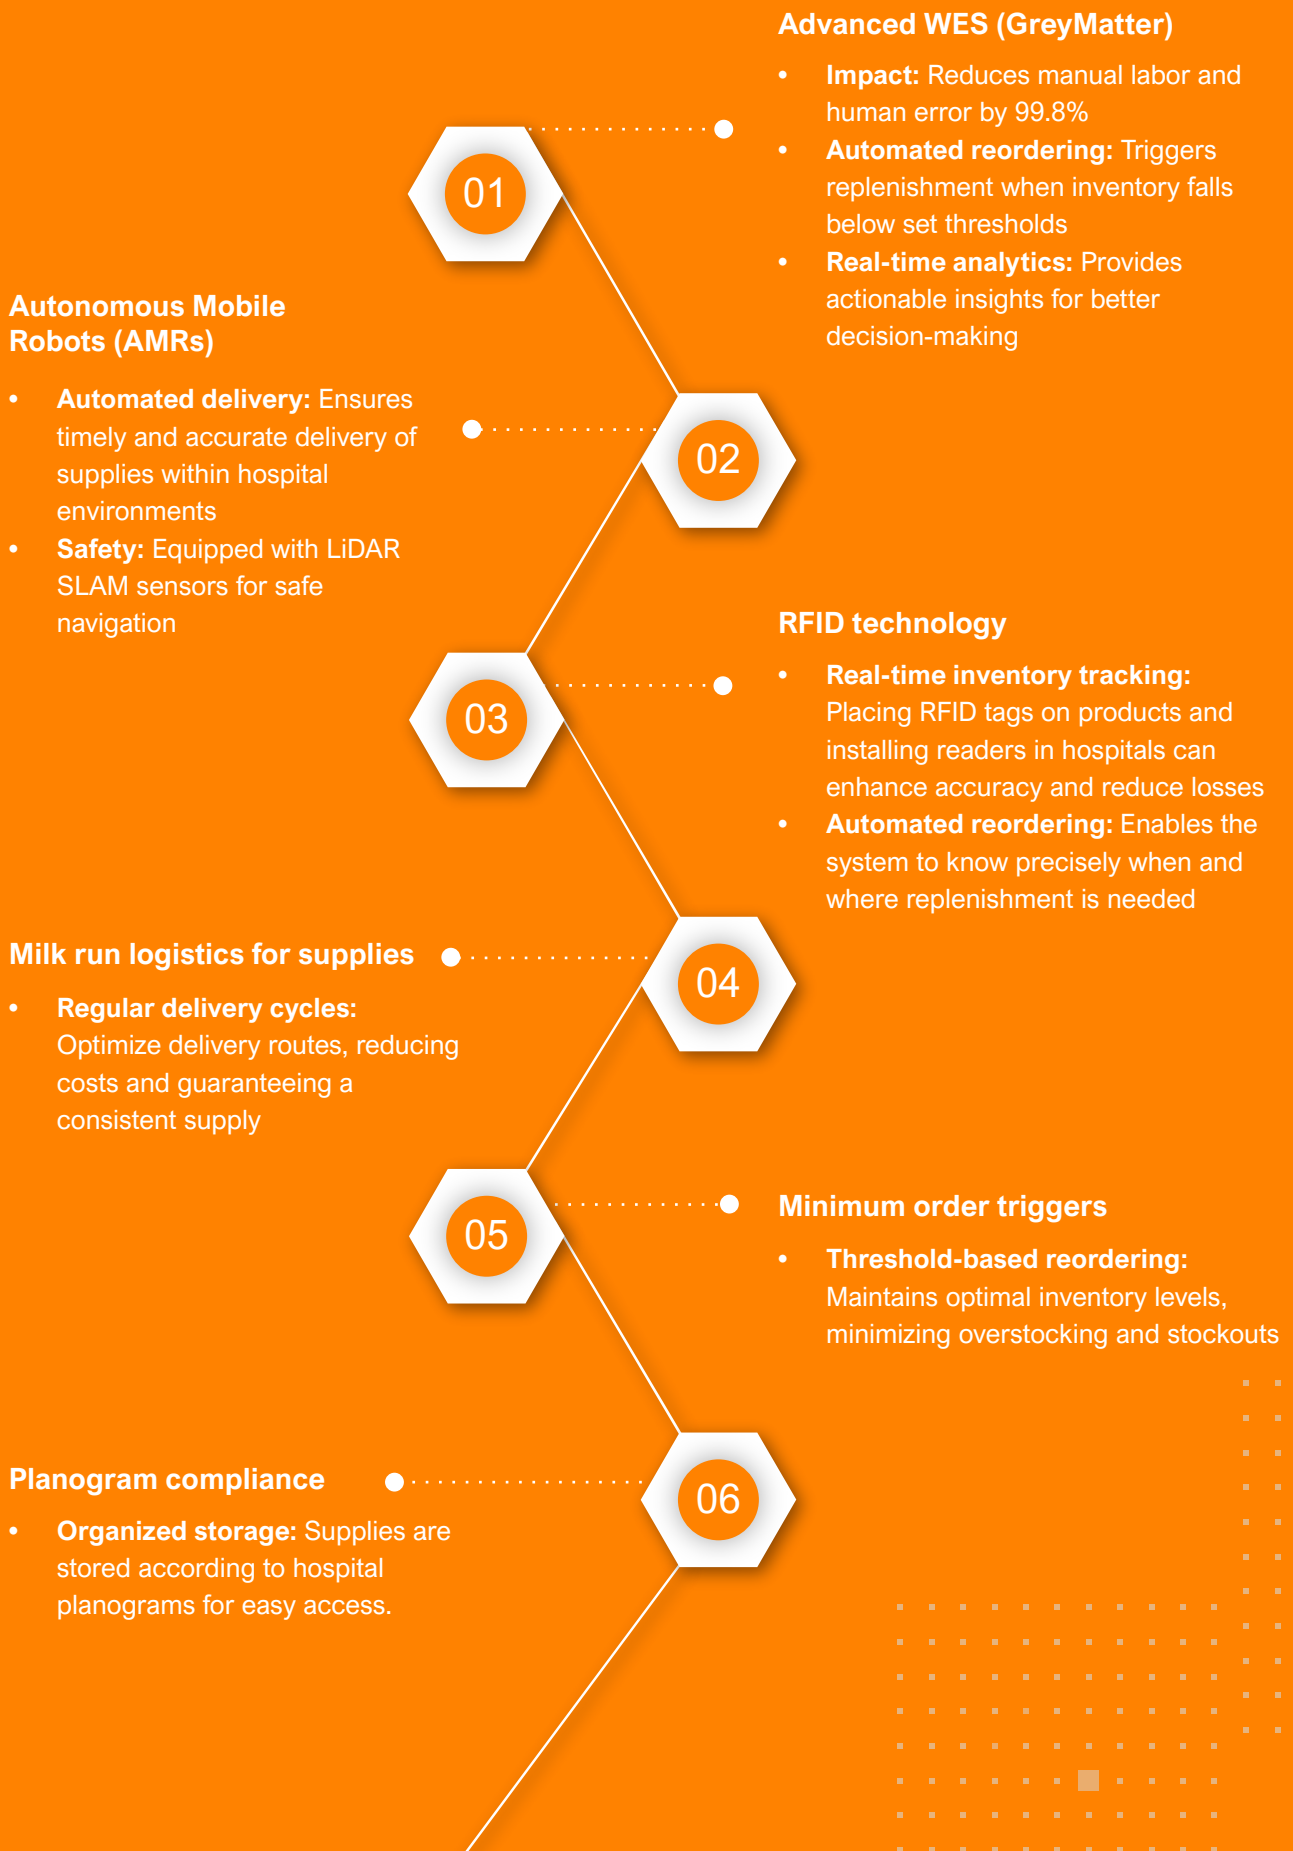 01
Advanced WES (GreyMatter)
• Impact: Reduces manual labor and
human error by 99.8%
• Automated reordering: Triggers
replenishment when inventory falls
below set thresholds
• Real-time analytics: Provides
actionable insights for better
decision-making
02
Autonomous Mobile
Robots (AMRs)
• Automated delivery: Ensures
timely and accurate delivery of
supplies within hospital
environments
• Safety: Equipped with LiDAR
SLAM sensors for safe
navigation
03
RFID technology
• Real-time inventory tracking:
Placing RFID tags on products and
installing readers in hospitals can
enhance accuracy and reduce losses
• Automated reordering: Enables the
system to know precisely when and
where replenishment is needed
04
Milk run logistics for supplies
• Regular delivery cycles:
Optimize delivery routes, reducing
costs and guaranteeing a
consistent supply
05
Minimum order triggers
• Threshold-based reordering:
Maintains optimal inventory levels,
minimizing overstocking and stockouts
06
Planogram compliance
• Organized storage: Supplies are
stored according to hospital
planograms for easy access.